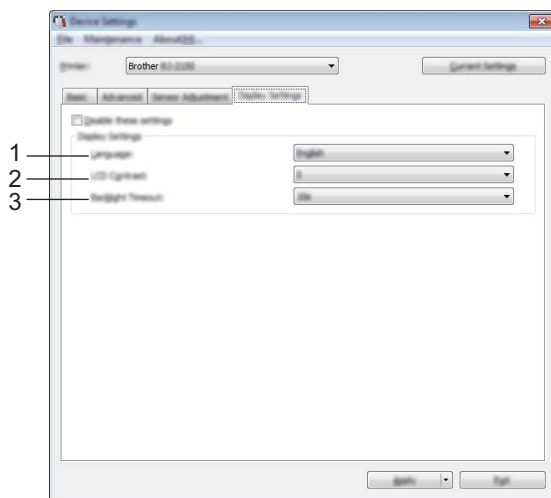 Device Settings
File Maintenance About
Printer: Brother
Current Settings
Basic Advanced Sensor Adjustment Display Settings
Disable these settings
Display Settings
1 Language: English
2 LCD Contrast: 0
3 Backlight Timeout:
Apply Exit